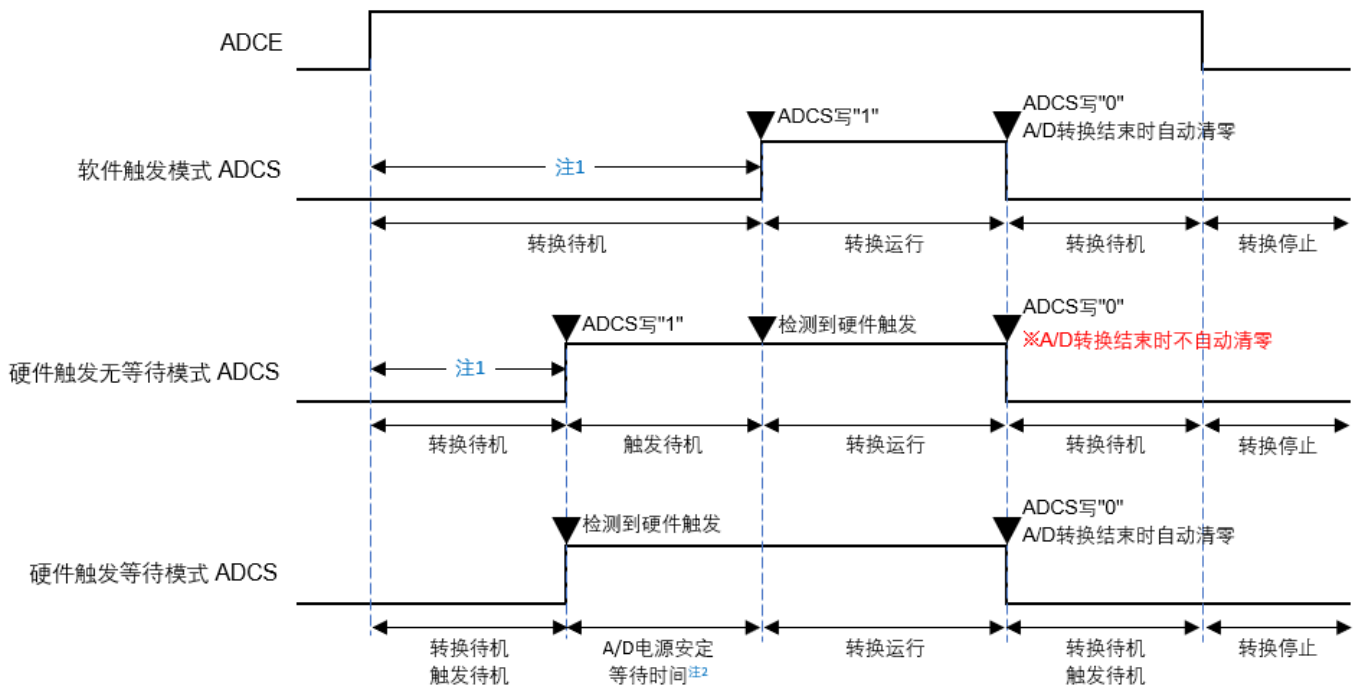 ADCE
ADCS写"1"
ADCS写"0"
A/D转换结束时自动清零
软件触发模式 ADCS
注1
转换待机
转换运行
转换待机
转换停止
ADCS写"1"
检测到硬件触发
ADCS写"0"
※A/D转换结束时不自动清零
硬件触发无等待模式 ADCS
注1
转换待机
触发待机
转换运行
转换待机
转换停止
检测到硬件触发
ADCS写"0"
A/D转换结束时自动清零
硬件触发等待模式 ADCS
转换待机
触发待机
A/D电源安定
等待时间注2
转换运行
转换待机
触发待机
转换停止